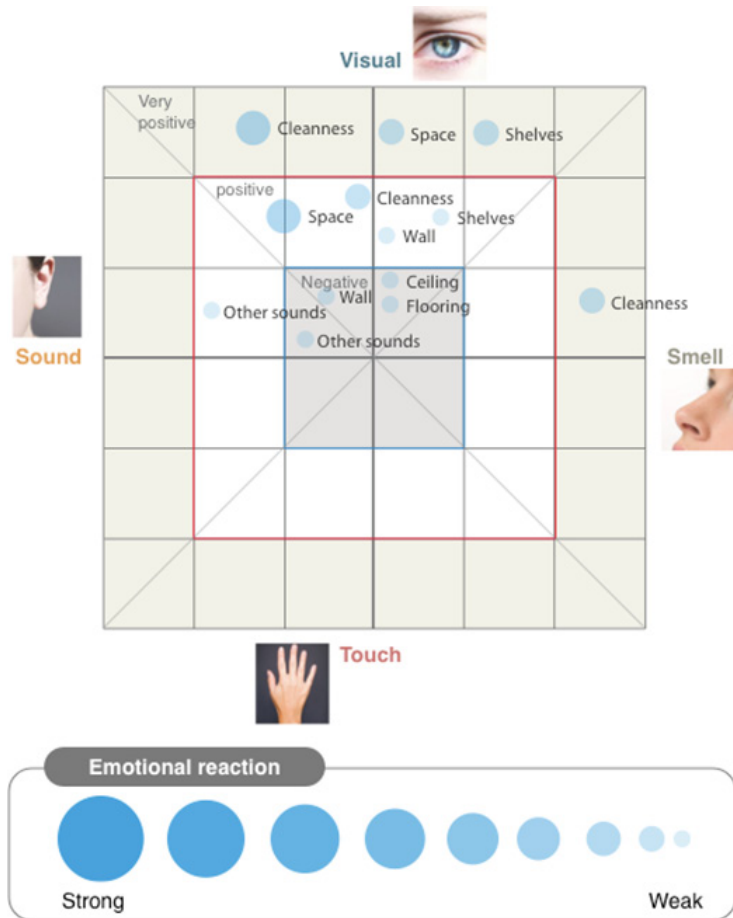 Visual
Very
positive
Cleanness
Space
Shelves
positive
Cleanness
Space
Shelves
Wall
Negative
Ceiling
Wall
Flooring
Other sounds
Cleanness
Other sounds
Sound
Smell
Touch
Emotional reaction
Strong
Weak